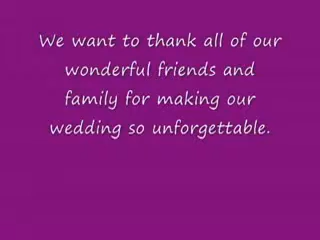 We want to thank all of our
wonderful friends and
family for making our
wedding so unforgettable.